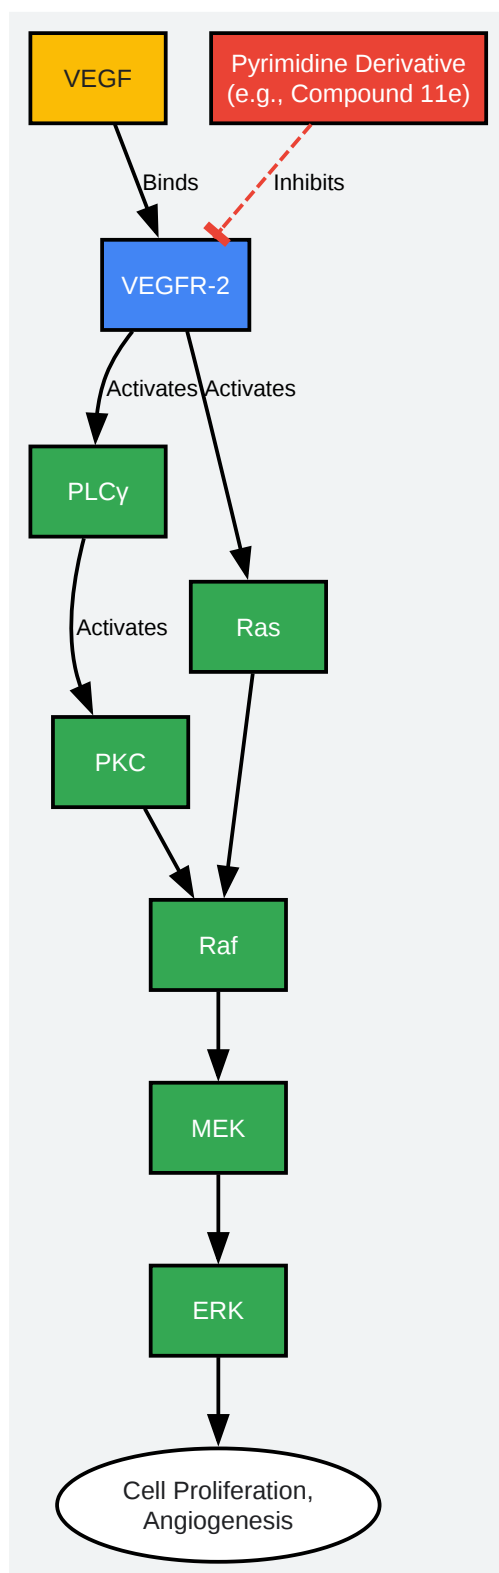 VEGF
Pyrimidine Derivative
(e.g., Compound 11e)
Binds
Inhibits
VEGFR-2
Activates
Activates
PLCγ
Activates
Ras
PKC
Raf
MEK
ERK
Cell Proliferation,
Angiogenesis